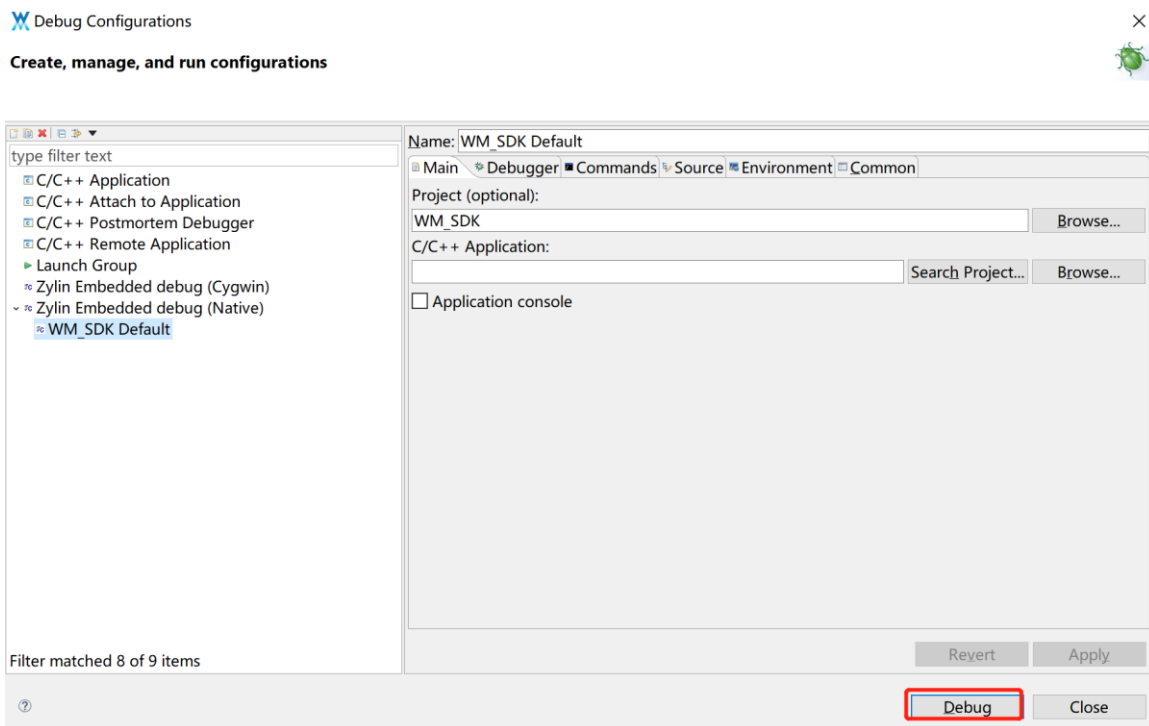 Debug Configurations
Create, manage, and run configurations
type filter text
C/C++ Application
C/C++ Attach to Application
C/C++ Postmortem Debugger
C/C++ Remote Application
Launch Group
Zylin Embedded debug (Cygwin)
Zylin Embedded debug (Native)
WM_SDK Default
Filter matched 8 of 9 items
Name: WM_SDK Default
Main Debugger Commands Source Environment Common
Project (optional):
WM_SDK Browse...
C/C++ Application:
Search Project... Browse...
Application console
Revert Apply
Debug Close